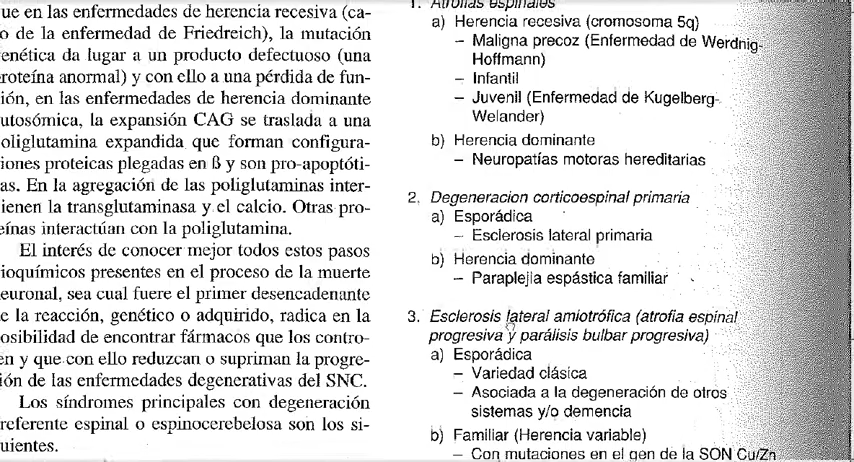 ue en las enfermedades de herencia recesiva (ca-
o de la enfermedad de Friedreich), la mutación
enética da lugar a un producto defectuoso (una
roteína anormal) y con ello a una pérdida de fun-
ión, en las enfermedades de herencia dominante
utosómica, la expansión CAG se traslada a una
oliglutamina expandida que forman configura-
iones proteicas plegadas en ß y son pro-apoptóti-
as. En la agregación de las poliglutaminas inter-
ienen la transglutaminasa y el calcio. Otras pro-
eínas interactúan con la poliglutamina.
El interés de conocer mejor todos estos pasos
ioquímicos presentes en el proceso de la muerte
euronal, sea cual fuere el primer desencadenante
e la reacción, genético o adquirido, radica en la
osibilidad de encontrar fármacos que los contro-
en y que con ello reduzcan o supriman la progre-
ión de las enfermedades degenerativas del SNC.
Los síndromes principales con degeneración
referente espinal o espinocerebelosa son los si-
uientes.
1. Atrofias espinales
a) Herencia recesiva (cromosoma 5q)
– Maligna precoz (Enfermedad de Werdnig-
Hoffmann)
– Infantil
– Juvenil (Enfermedad de Kugelberg-
Welander)
b) Herencia dominante
– Neuropatías motoras hereditarias
2. Degeneracion corticoespinal primaria
a) Esporádica
– Esclerosis lateral primaria
b) Herencia dominante
– Paraplejía espástica familiar
3. Esclerosis lateral amiotrófica (atrofia espinal
progresiva y parálisis bulbar progresiva)
a) Esporádica
– Variedad clásica
– Asociada a la degeneración de otros
sistemas y/o demencia
b) Familiar (Herencia variable)
– Con mutaciones en el gen de la SON Cu/Zn